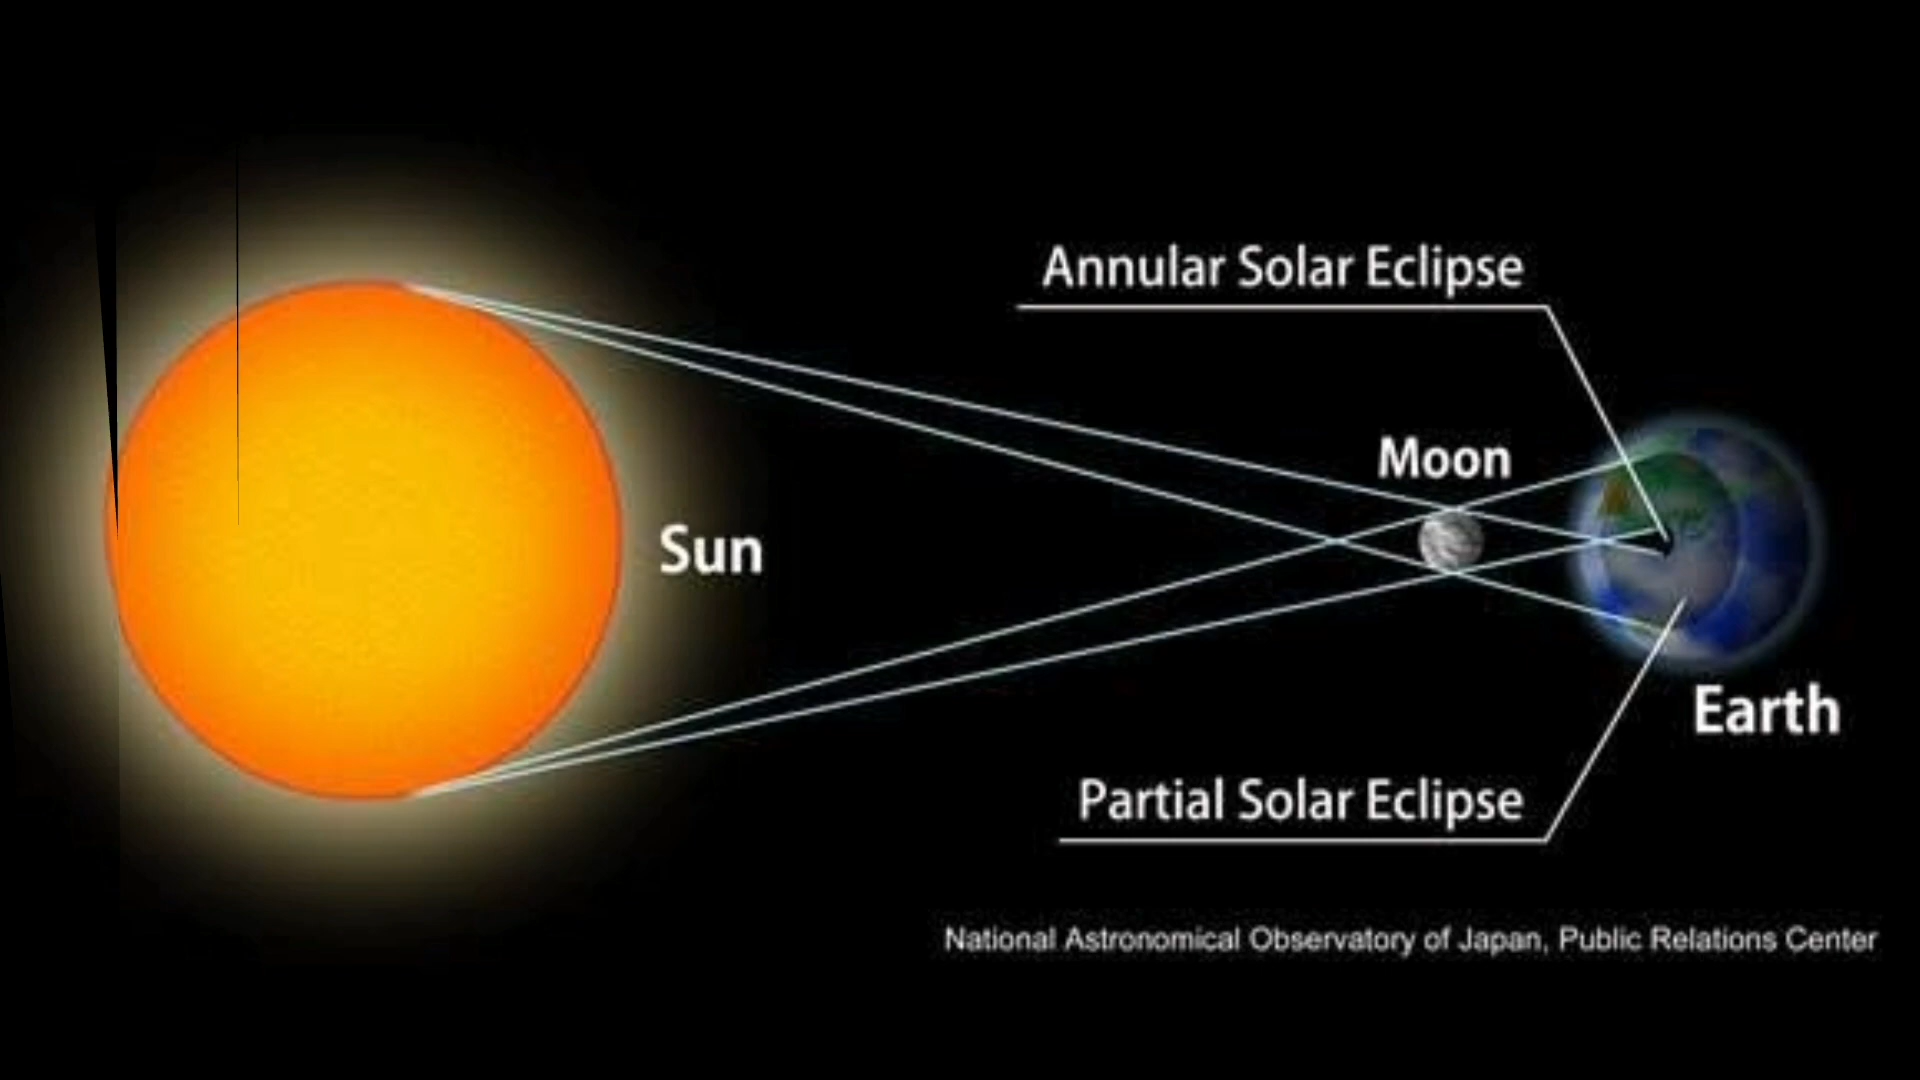 Annular Solar Eclipse
Moon
Sun
Earth
Partial Solar Eclipse
National Astronomical Observatory of Japan, Public Relations Center